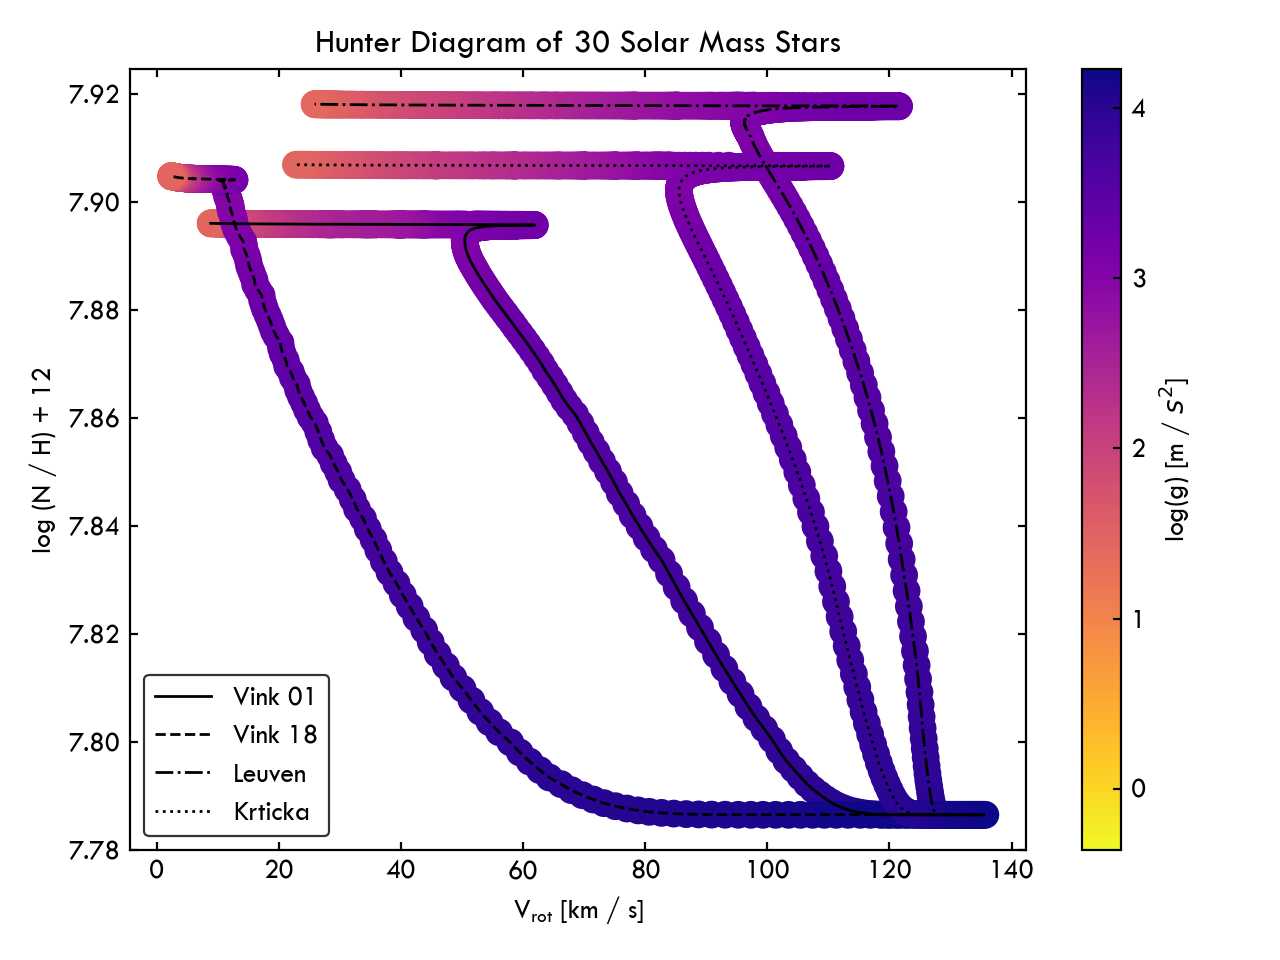 Hunter Diagram of 30 Solar Mass Stars
7.92
7.90
7.88
7.86
7.84
7.82
7.80
7.78
log (N / H) + 12
Vink 01
Vink 18
Leuven
Krticka
0
20
40
60
80
100
120
140
V_rot [km / s]
4
3
2
1
0
log(g) [m / s²]